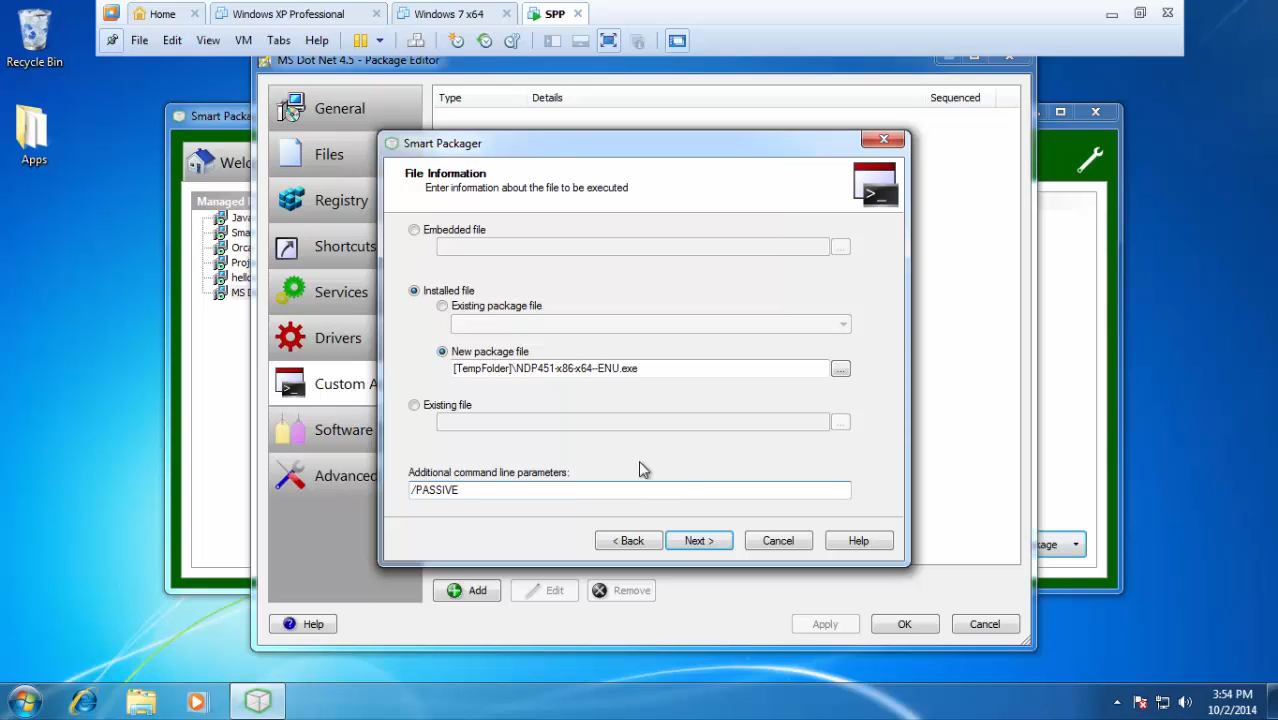 Recycle Bin
Apps
Home
Windows XP Professional
Windows 7 x64
SPP
File Edit View VM Tabs Help
MS Dot Net 4.5 - Package Editor
Smart Packa
Welc
Managed
Java
Sma
Orca
Proj
hello
MS D
General
Files
Registry
Shortcuts
Services
Drivers
Custom A
Software
Advanced
Type Details Sequenced
Smart Packager
File Information
Enter information about the file to be executed
Embedded file
...
Installed file
Existing package file
New package file
[TempFolder]\NDP451-x86-x64--ENU.exe
...
Existing file
...
Additional command line parameters:
/PASSIVE
< Back Next > Cancel Help
kage
Add Edit Remove
Help Apply OK Cancel
3:54 PM
10/2/2014